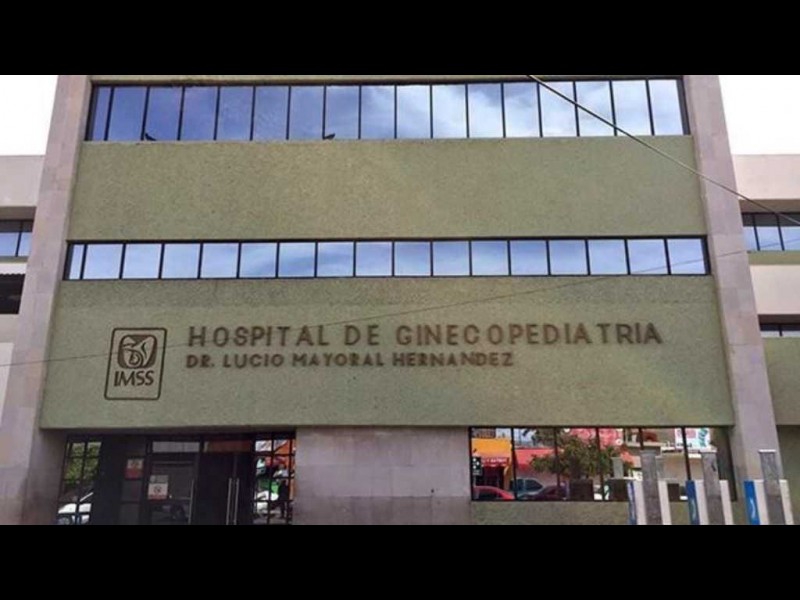 HOSPITAL DE GINECOPEDIATRIA
DR. LUCIO MAYORAL HERNANDEZ
IMSS